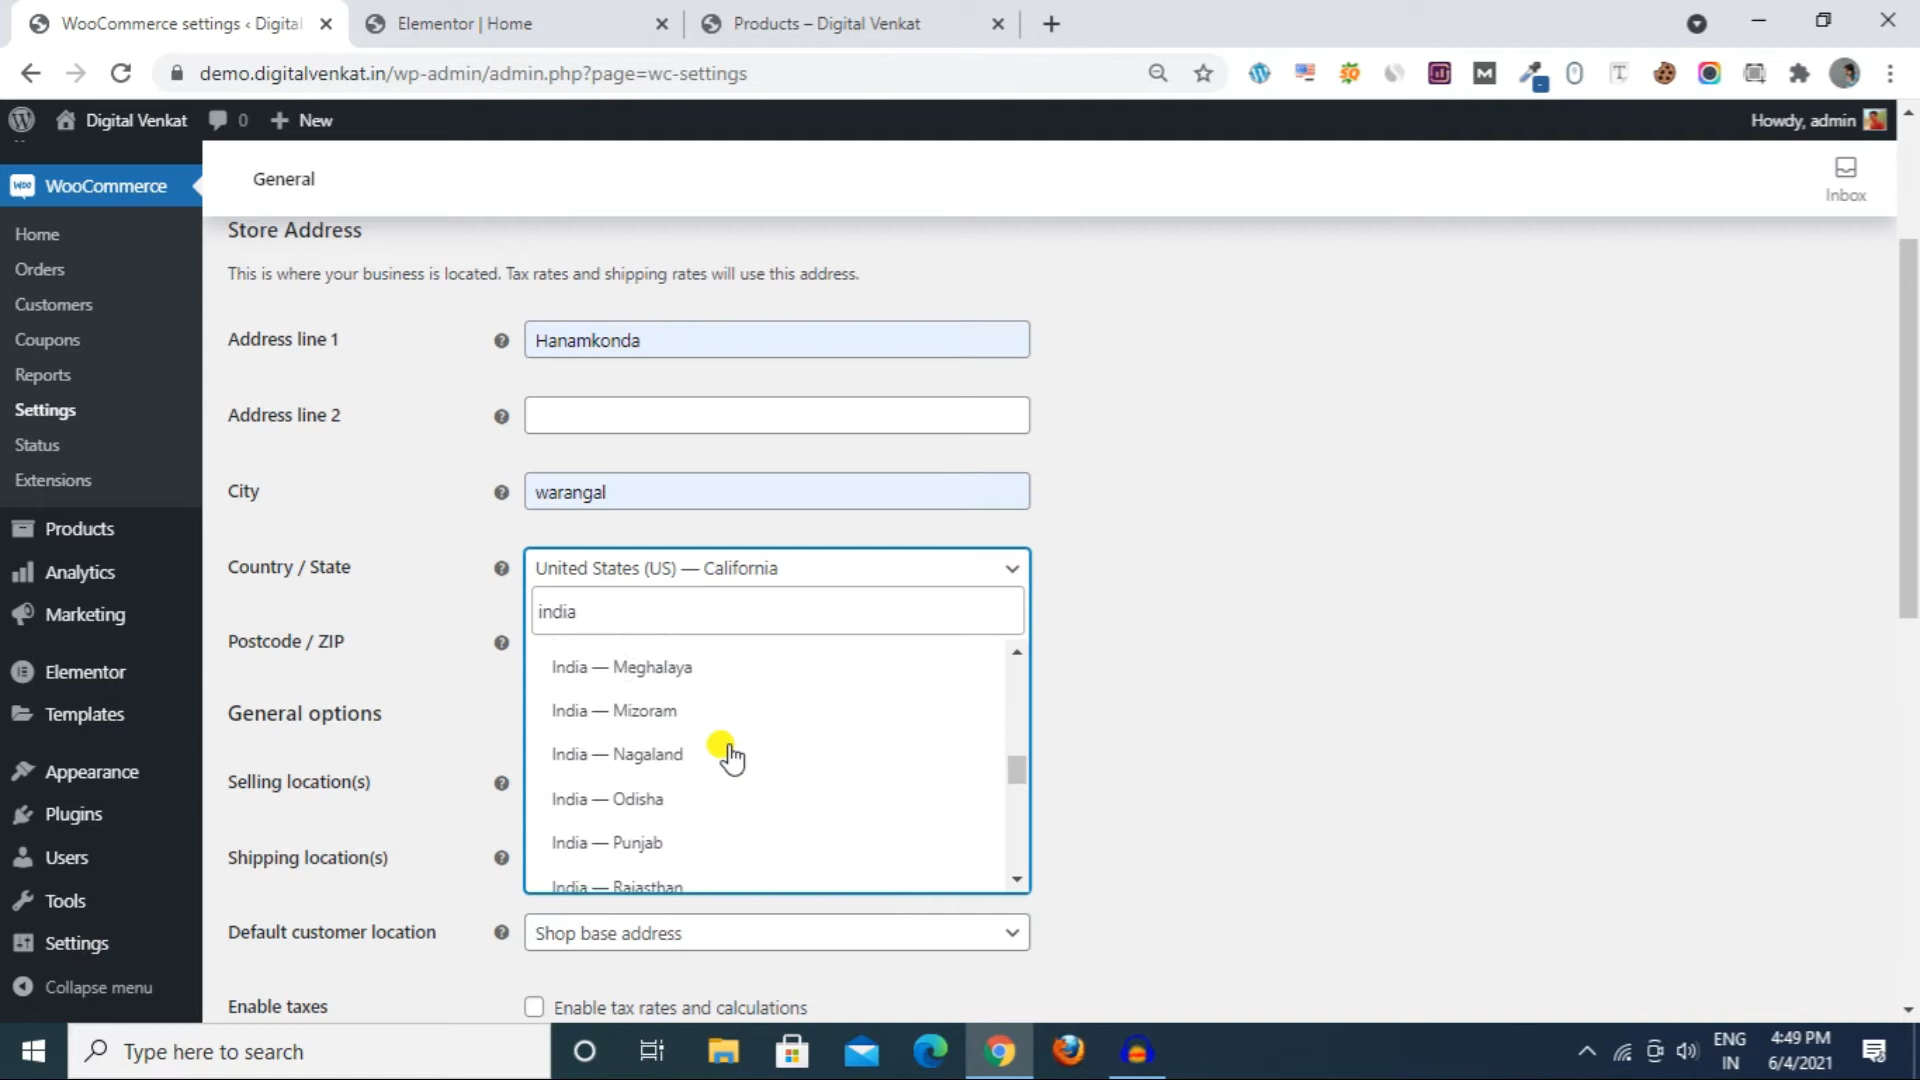 WooCommerce settings ‹ Digital
Elementor | Home
Products – Digital Venkat
demo.digitalvenkat.in/wp-admin/admin.php?page=wc-settings
Digital Venkat
0
New
Howdy, admin
WooCommerce
General
Inbox
Home
Orders
Customers
Coupons
Reports
Settings
Status
Extensions
Products
Analytics
Marketing
Elementor
Templates
Appearance
Plugins
Users
Tools
Settings
Collapse menu
Store Address
This is where your business is located. Tax rates and shipping rates will use this address.
Address line 1
Hanamkonda
Address line 2
City
warangal
Country / State
United States (US) — California
india
Postcode / ZIP
India — Meghalaya
India — Mizoram
India — Nagaland
India — Odisha
India — Punjab
India — Rajasthan
General options
Selling location(s)
Shipping location(s)
Default customer location
Shop base address
Enable taxes
Enable tax rates and calculations
Type here to search
ENG
IN
4:49 PM
6/4/2021